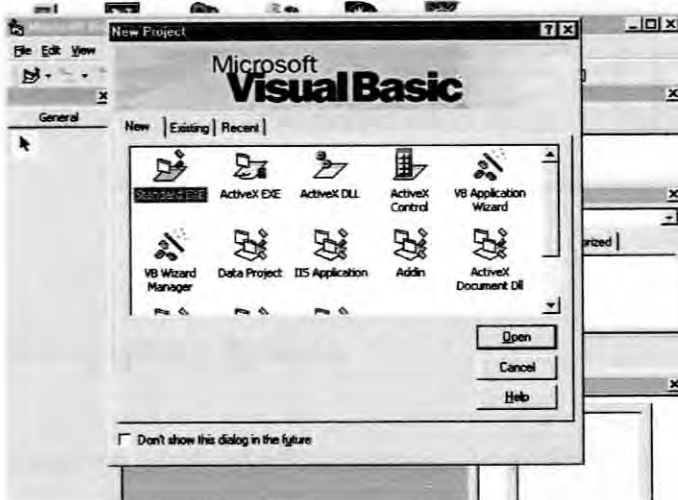 New Project
File Edit View
Microsoft
Visual Basic
General
New Existing Recent
Standard EXE ActiveX EXE ActiveX DLL ActiveX Control VB Application Wizard
VB Wizard Manager Data Project IIS Application Addin ActiveX Document Dll
orized
Open
Cancel
Help
Don't show this dialog in the future